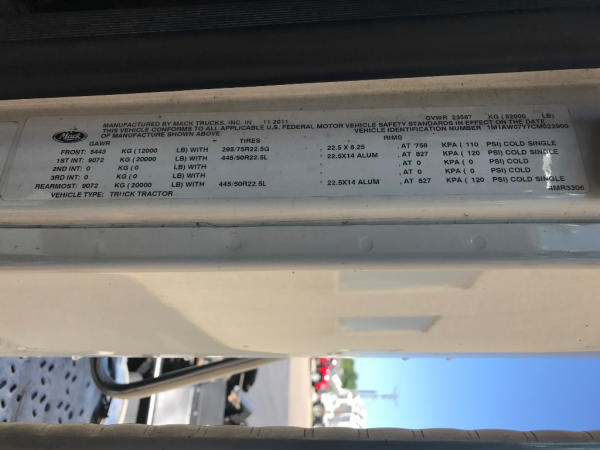 Mack
MANUFACTURED BY MACK TRUCKS, INC. IN 11 2011 GVWR 23587 KG (52000 LB)
THIS VEHICLE CONFORMS TO ALL APPLICABLE U.S. FEDERAL MOTOR VEHICLE SAFETY STANDARDS IN EFFECT ON THE DATE
OF MANUFACTURE SHOWN ABOVE. VEHICLE IDENTIFICATION NUMBER 1M1AW07Y7CM022900
GAWR TIRES RIMS
FRONT: 5443 KG (12000 LB) WITH 295/75R22.5G , 22.5 X 8.25 , AT 758 KPA (110 PSI) COLD SINGLE
1ST INT: 9072 KG (20000 LB) WITH 445/50R22.5L , 22.5X14 ALUM , AT 827 KPA (120 PSI) COLD SINGLE
2ND INT: 0 KG (0 LB) WITH , , AT 0 KPA (0 PSI) COLD
3RD INT: 0 KG (0 LB) WITH , , AT 0 KPA (0 PSI) COLD
REARMOST: 9072 KG (20000 LB) WITH 445/50R22.5L , 22.5X14 ALUM , AT 827 KPA (120 PSI) COLD SINGLE
VEHICLE TYPE: TRUCK TRACTOR 4MR3306